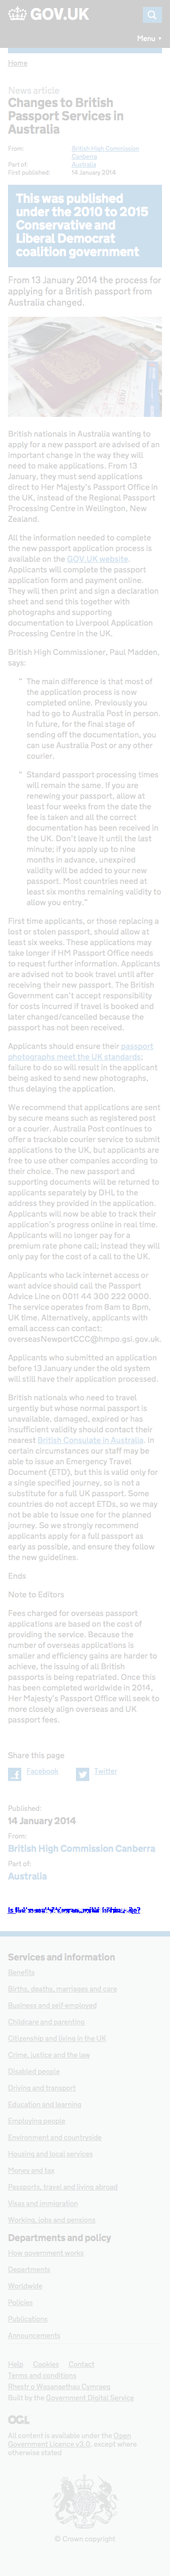 GOV.UK
Menu
Home
News article
Changes to British
Passport Services in
Australia
From:
British High Commission
Canberra
Part of:
Australia
First published:
14 January 2014
This was published
under the 2010 to 2015
Conservative and
Liberal Democrat
coalition government
From 13 January 2014 the process for
applying for a British passport from
Australia changed.
British nationals in Australia wanting to
apply for a new passport are advised of an
important change to the way they will
need to make applications. From 13
January, they must send applications
direct to Her Majesty's Passport Office in
the UK, instead of the Regional Passport
Processing Centre in Wellington, New
Zealand.
All the information needed to complete
the new application process successfully is
available on the GOV UK website.
Applicants will complete the passport
application form and payment online.
They will then print and sign a declaration
sheet and send this together with
photographs and supporting
documentation to Liverpool Application
Processing Centre in the UK.
British High Commissioner, Paul Madden,
says:
“ The main difference is that most of
the application process is now
completed online. Previously you
had to go to Australia Post in person.
In future, for the final stage of
sending off the documentation, you
can use Australia Post or any other
courier.
“ Standard passport processing times
will remain the same. If you are
renewing your passport, please allow
at least four weeks from the date the
form and all the correct
documentation has been received in
the UK. Don't leave it until the last
minute; if you apply up to nine
months in advance, unexpired
validity will be added to your new
passport. Most countries need at
least six months remaining validity to
allow you entry.”
First time applicants, or those replacing a
lost or stolen passport, should allow at
least six weeks. These applications may
take longer if HM Passport Office needs
to request further information. Applicants
are advised not to book travel until after
receiving their new passport. The British
Government can't accept responsibility
for costs incurred if travel is booked and
later changed/cancelled because the
passport has not been received.
Applicants should ensure their passport
photographs meet the UK standards;
failure to do so will result in the applicant
being asked to send new photographs,
thus delaying the application.
We recommend that applications are sent
by secure means such as registered post
or a courier. Australia Post continues to
offer a customer checking service to submit
applications to the UK, but applicants are
free to use other companies according to
their choice. The new passport and
supporting documents will be delivered
separately by DHL to the address
provided in the application.
Applicants will be able to track their
application's progress online in real time.
Applicants will no longer pay for a
premium rate phone call; instead they will
only pay for the cost of a call to the UK.
Applicants who lack internet access or
want advice should call the Passport
Advice Line on 0011 44 300 222 0000.
The service operates from 8am to 8pm,
UK time. Alternatively, applicants with
email access can contact:
overseasNewportCCC@hmpo.gsi.gov.uk.
Applicants who submitted an application
before 13 January under the old system
will still have their application processed.
British nationals who need to travel
urgently but whose normal passport is
unavailable, damaged, expired or has
insufficient validity should contact their
nearest British Consulate in Australia. In
certain circumstances our staff may be
able to issue an Emergency Travel
Document (ETD), but this is valid only for
a single specified journey, so is not a
substitute for a full UK passport. Some
countries do not accept ETDs, so we may
not be able to issue one for the planned
journey. So we strongly recommend
applicants apply for a full passport as
early as possible, and ensure they follow
the guidelines.
Ends
Note to Editors
Fees charged for overseas passport
applications are based on the cost of
providing the service. Because the
number of overseas applications is
smaller and efficiency gains are harder to
achieve, the issuing of all British
passports is being repatriated. Once this
has been completed worldwide in 2014,
Her Majesty's Passport Office will seek to
more closely align overseas and UK
passport fees.
Share this page
Facebook
Twitter
Published:
14 January 2014
From:
British High Commission Canberra
Part of:
Australia
Services and information
Benefits
Births, deaths, marriages and care
Business and self-employed
Childcare and parenting
Citizenship and living in the UK
Crime, justice and the law
Disabled people
Driving and transport
Education and learning
Employing people
Environment and countryside
Housing and local services
Money and tax
Passports, travel and living abroad
Visas and immigration
Working, jobs and pensions
Departments and policy
How government works
Departments
Worldwide
Policies
Publications
Announcements
Help Cookies Contact
Terms and conditions
Rhestr o Wasanaethau Cymraeg
Built by the Government Digital Service
OGL
All content is available under the Open
Government Licence v3.0, except where
otherwise stated
© Crown copyright